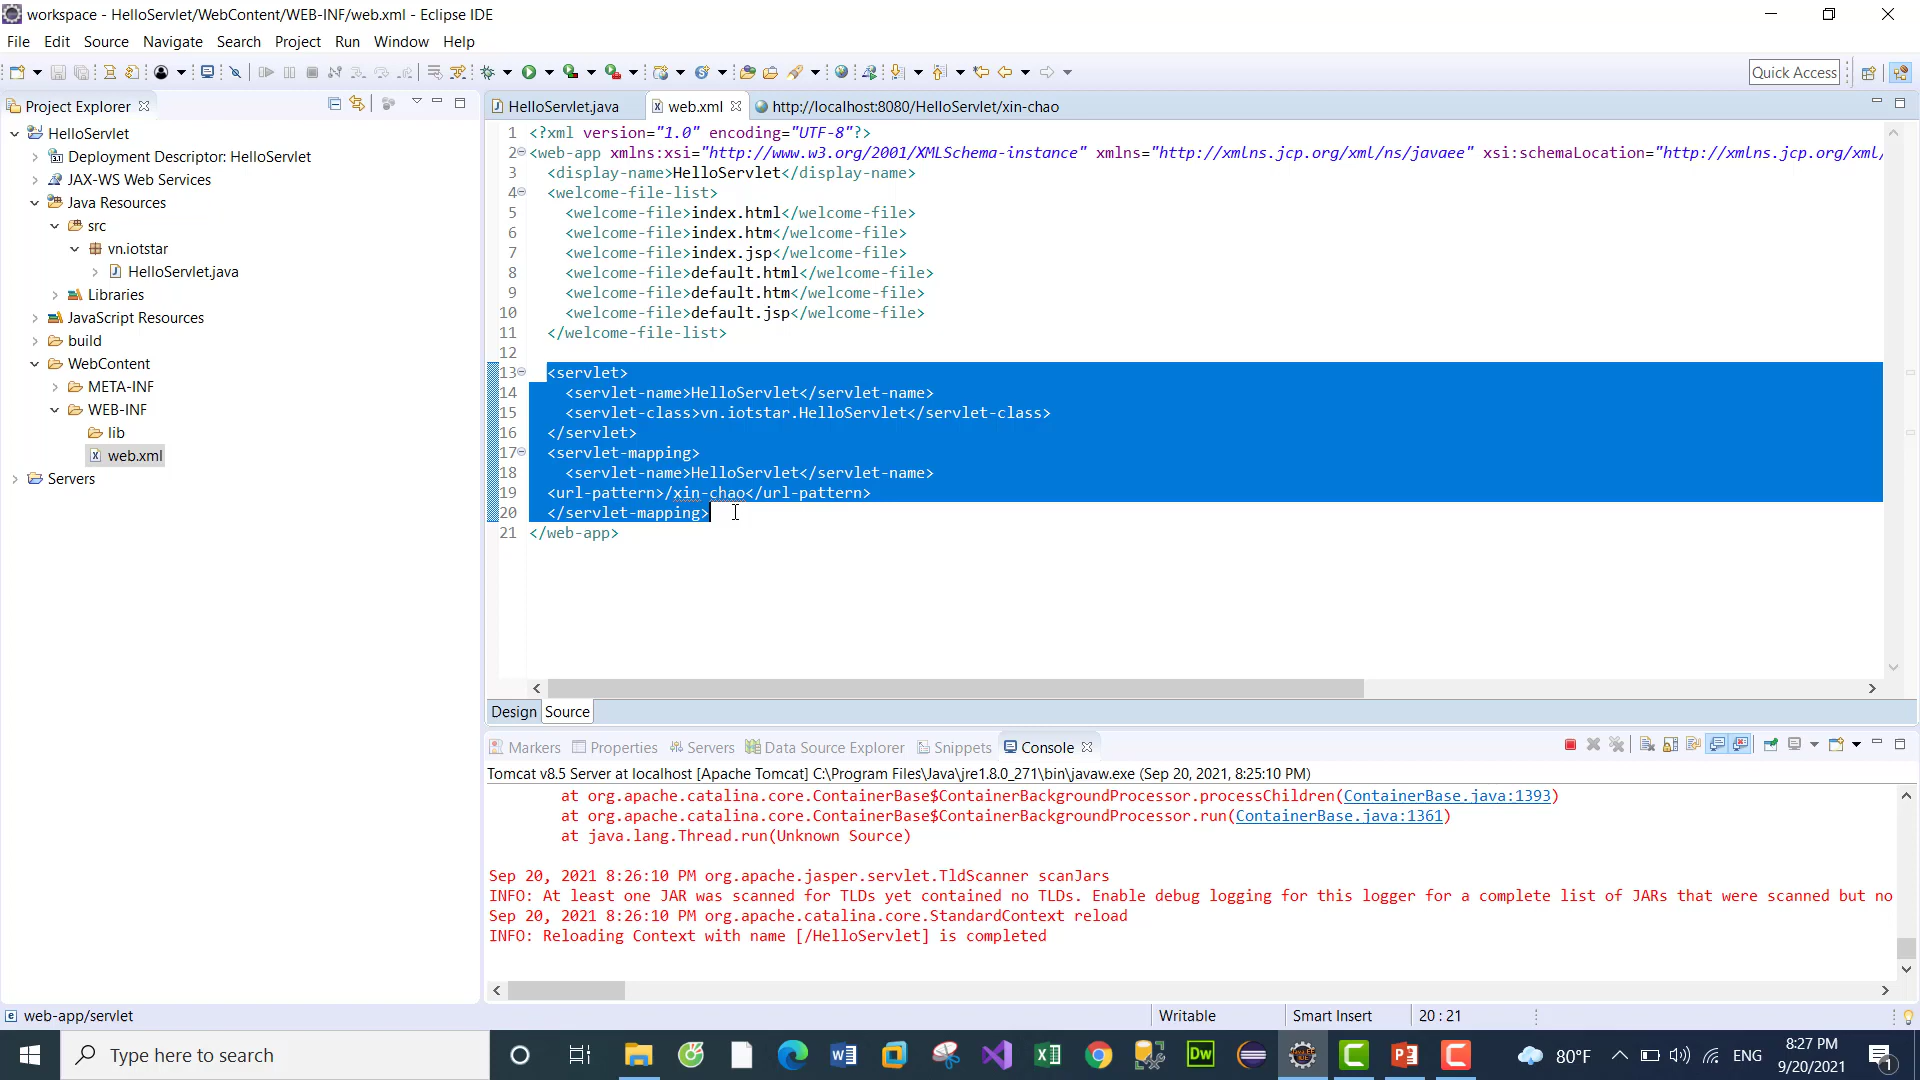 workspace - HelloServlet/WebContent/WEB-INF/web.xml - Eclipse IDE
File Edit Source Navigate Search Project Run Window Help
Quick Access
Project Explorer
HelloServlet
Deployment Descriptor: HelloServlet
JAX-WS Web Services
Java Resources
src
vn.iotstar
HelloServlet.java
Libraries
JavaScript Resources
build
WebContent
META-INF
WEB-INF
lib
web.xml
Servers
HelloServlet.java web.xml http://localhost:8080/HelloServlet/xin-chao
1 <?xml version="1.0" encoding="UTF-8"?>
2 <web-app xmlns:xsi="http://www.w3.org/2001/XMLSchema-instance" xmlns="http://xmlns.jcp.org/xml/ns/javaee" xsi:schemaLocation="http://xmlns.jcp.org/xml/
3 <display-name>HelloServlet</display-name>
4 <welcome-file-list>
5 <welcome-file>index.html</welcome-file>
6 <welcome-file>index.htm</welcome-file>
7 <welcome-file>index.jsp</welcome-file>
8 <welcome-file>default.html</welcome-file>
9 <welcome-file>default.htm</welcome-file>
10 <welcome-file>default.jsp</welcome-file>
11 </welcome-file-list>
12
13 <servlet>
14 <servlet-name>HelloServlet</servlet-name>
15 <servlet-class>vn.iotstar.HelloServlet</servlet-class>
16 </servlet>
17 <servlet-mapping>
18 <servlet-name>HelloServlet</servlet-name>
19 <url-pattern>/xin-chao</url-pattern>
20 </servlet-mapping>
21 </web-app>
Design Source
Markers Properties Servers Data Source Explorer Snippets Console
Tomcat v8.5 Server at localhost [Apache Tomcat] C:\Program Files\Java\jre1.8.0_271\bin\javaw.exe (Sep 20, 2021, 8:25:10 PM)
at org.apache.catalina.core.ContainerBase$ContainerBackgroundProcessor.processChildren(ContainerBase.java:1393)
at org.apache.catalina.core.ContainerBase$ContainerBackgroundProcessor.run(ContainerBase.java:1361)
at java.lang.Thread.run(Unknown Source)
Sep 20, 2021 8:26:10 PM org.apache.jasper.servlet.TldScanner scanJars
INFO: At least one JAR was scanned for TLDs yet contained no TLDs. Enable debug logging for this logger for a complete list of JARs that were scanned but no
Sep 20, 2021 8:26:10 PM org.apache.catalina.core.StandardContext reload
INFO: Reloading Context with name [/HelloServlet] is completed
web-app/servlet
Writable
Smart Insert
20 : 21
Type here to search
Dw
80°F
ENG
8:27 PM
9/20/2021
1